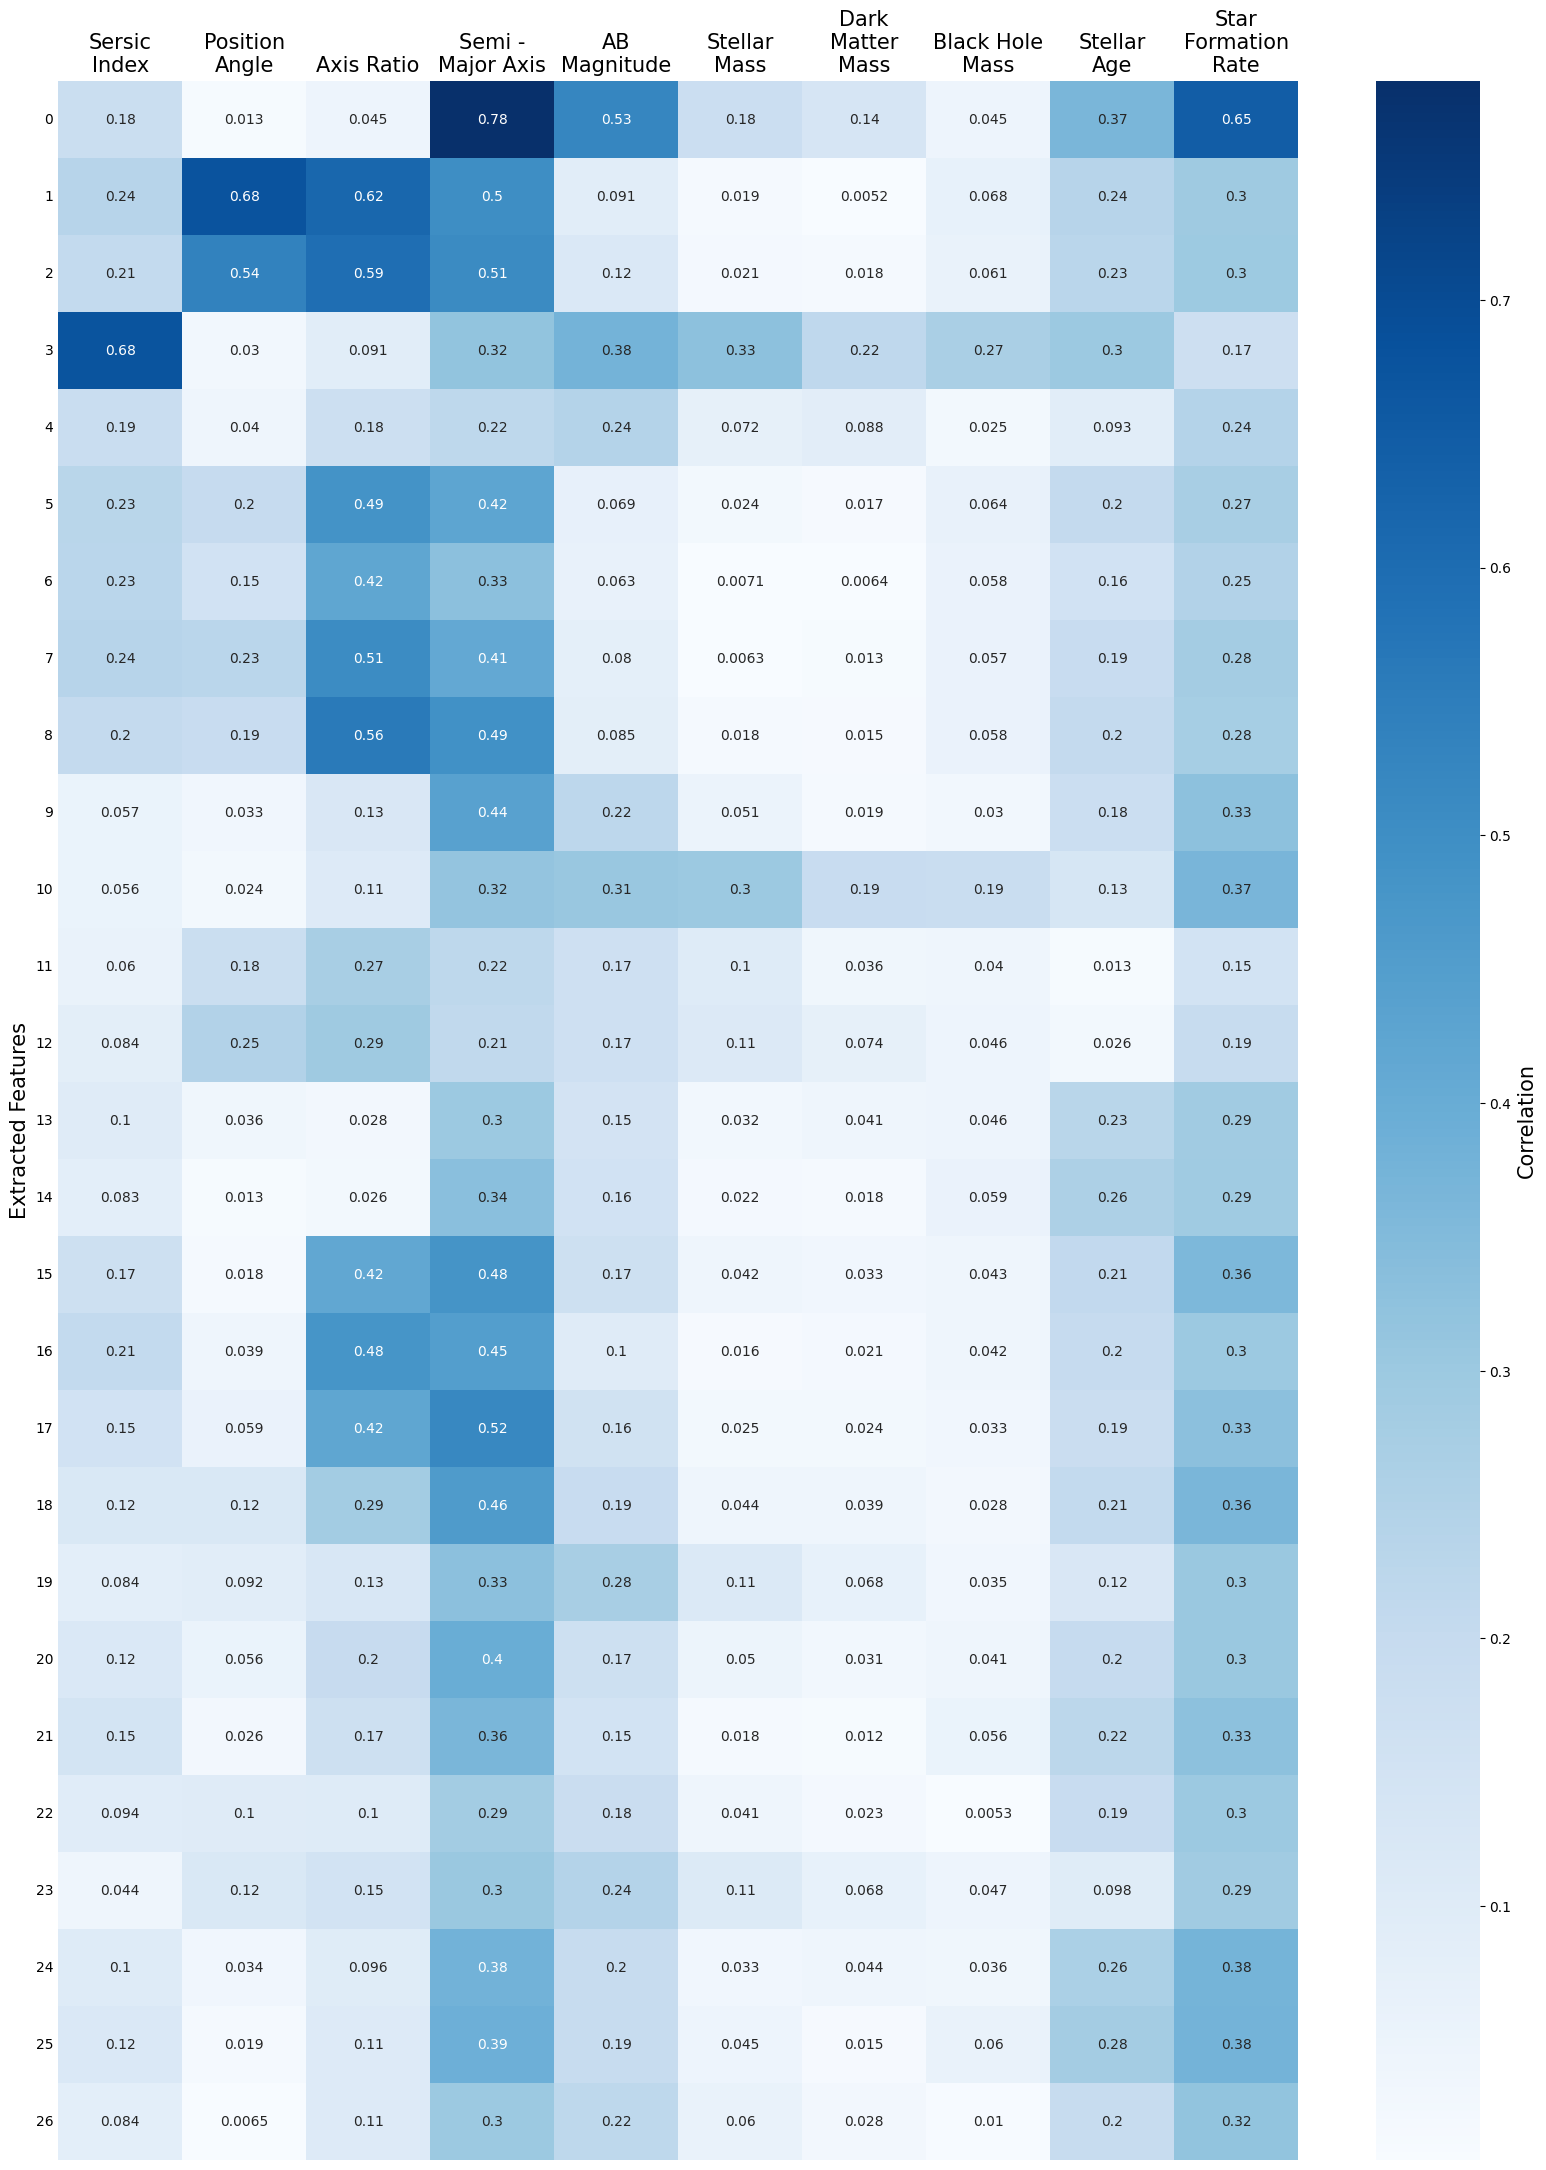 Sersic Index Position Angle Axis Ratio Semi - Major Axis AB Magnitude Stellar Mass Dark Matter Mass Black Hole Mass Stellar Age Star Formation Rate
0 0.18 0.013 0.045 0.78 0.53 0.18 0.14 0.045 0.37 0.65
1 0.24 0.68 0.62 0.5 0.091 0.019 0.0052 0.068 0.24 0.3
2 0.21 0.54 0.59 0.51 0.12 0.021 0.018 0.061 0.23 0.3
3 0.68 0.03 0.091 0.32 0.38 0.33 0.22 0.27 0.3 0.17
4 0.19 0.04 0.18 0.22 0.24 0.072 0.088 0.025 0.093 0.24
5 0.23 0.2 0.49 0.42 0.069 0.024 0.017 0.064 0.2 0.27
6 0.23 0.15 0.42 0.33 0.063 0.0071 0.0064 0.058 0.16 0.25
7 0.24 0.23 0.51 0.41 0.08 0.0063 0.013 0.057 0.19 0.28
8 0.2 0.19 0.56 0.49 0.085 0.018 0.015 0.058 0.2 0.28
9 0.057 0.033 0.13 0.44 0.22 0.051 0.019 0.03 0.18 0.33
10 0.056 0.024 0.11 0.32 0.31 0.3 0.19 0.19 0.13 0.37
11 0.06 0.18 0.27 0.22 0.17 0.1 0.036 0.04 0.013 0.15
12 0.084 0.25 0.29 0.21 0.17 0.11 0.074 0.046 0.026 0.19
13 0.1 0.036 0.028 0.3 0.15 0.032 0.041 0.046 0.23 0.29
14 0.083 0.013 0.026 0.34 0.16 0.022 0.018 0.059 0.26 0.29
15 0.17 0.018 0.42 0.48 0.17 0.042 0.033 0.043 0.21 0.36
16 0.21 0.039 0.48 0.45 0.1 0.016 0.021 0.042 0.2 0.3
17 0.15 0.059 0.42 0.52 0.16 0.025 0.024 0.033 0.19 0.33
18 0.12 0.12 0.29 0.46 0.19 0.044 0.039 0.028 0.21 0.36
19 0.084 0.092 0.13 0.33 0.28 0.11 0.068 0.035 0.12 0.3
20 0.12 0.056 0.2 0.4 0.17 0.05 0.031 0.041 0.2 0.3
21 0.15 0.026 0.17 0.36 0.15 0.018 0.012 0.056 0.22 0.33
22 0.094 0.1 0.1 0.29 0.18 0.041 0.023 0.0053 0.19 0.3
23 0.044 0.12 0.15 0.3 0.24 0.11 0.068 0.047 0.098 0.29
24 0.1 0.034 0.096 0.38 0.2 0.033 0.044 0.036 0.26 0.38
25 0.12 0.019 0.11 0.39 0.19 0.045 0.015 0.06 0.28 0.38
26 0.084 0.0065 0.11 0.3 0.22 0.06 0.028 0.01 0.2 0.32
Extracted Features
0.7
0.6
0.5
0.4
0.3
0.2
0.1
Correlation